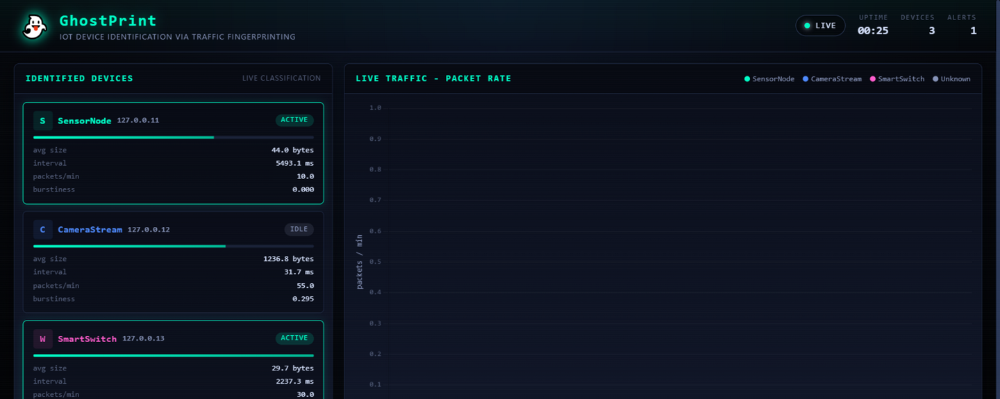 GhostPrint
IOT DEVICE IDENTIFICATION VIA TRAFFIC FINGERPRINTING
LIVE
UPTIME DEVICES ALERTS
00:25 3 1
IDENTIFIED DEVICES LIVE CLASSIFICATION
S SensorNode 127.0.0.11 ACTIVE
avg size 44.0 bytes
interval 5493.1 ms
packets/min 10.0
burstiness 0.000
C CameraStream 127.0.0.12 IDLE
avg size 1236.8 bytes
interval 31.7 ms
packets/min 55.0
burstiness 0.295
W SmartSwitch 127.0.0.13 ACTIVE
avg size 29.7 bytes
interval 2237.3 ms
packets/min 30.0
LIVE TRAFFIC - PACKET RATE
SensorNode CameraStream SmartSwitch Unknown
1.0
0.9
0.8
0.7
0.6
0.5
0.4
0.3
0.2
0.1
packets / min